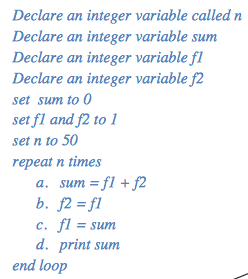 Declare an integer variable called n
Declare an integer variable sum
Declare an integer variable f1
Declare an integer variable f2
set sum to 0
set f1 and f2 to 1
set n to 50
repeat n times
a. sum = f1 + f2
b. f2 = f1
c. f1 = sum
d. print sum
end loop